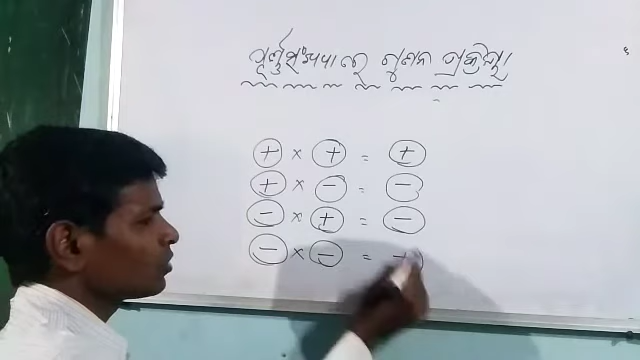 ପୂର୍ଣ୍ଣସଂଖ୍ୟାରେ ଗୁଣନ ପ୍ରକ୍ରିୟା
+ × + = +
+ × − = −
− × + = −
− × − = +